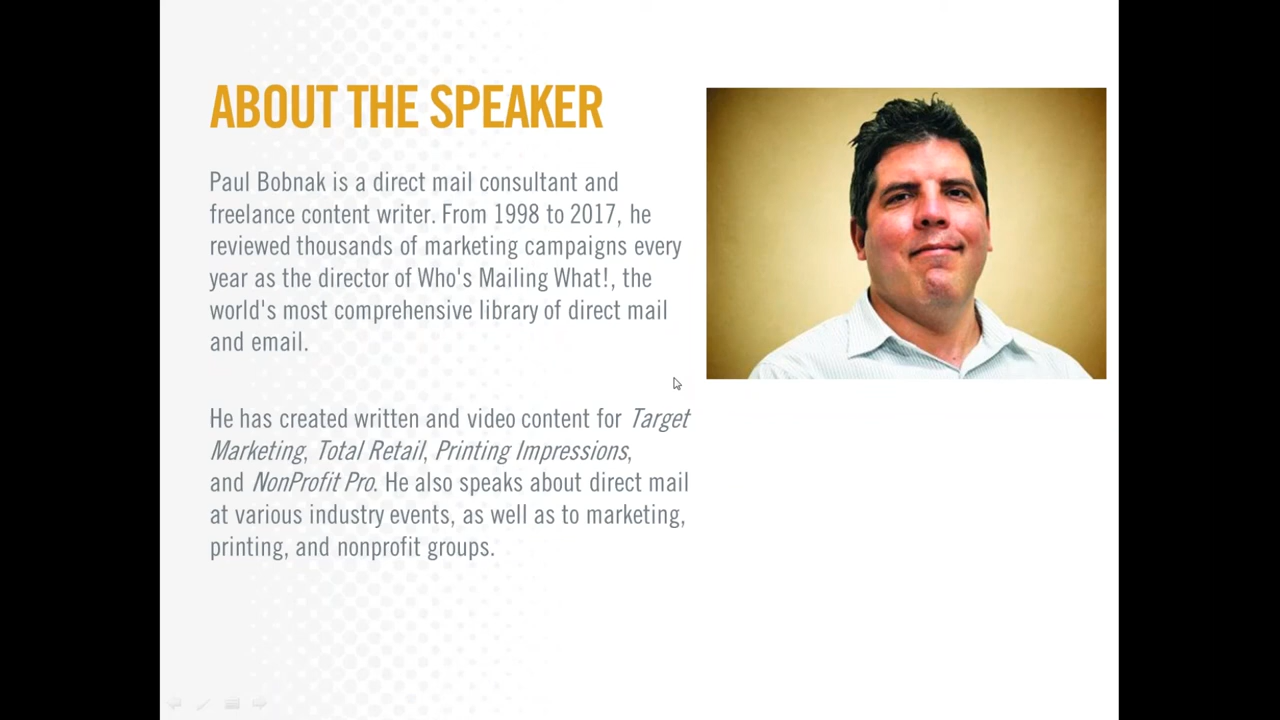 ABOUT THE SPEAKER
Paul Bobnak is a direct mail consultant and
freelance content writer. From 1998 to 2017, he
reviewed thousands of marketing campaigns every
year as the director of Who's Mailing What!, the
world's most comprehensive library of direct mail
and email.
He has created written and video content for Target
Marketing, Total Retail, Printing Impressions,
and NonProfit Pro. He also speaks about direct mail
at various industry events, as well as to marketing,
printing, and nonprofit groups.